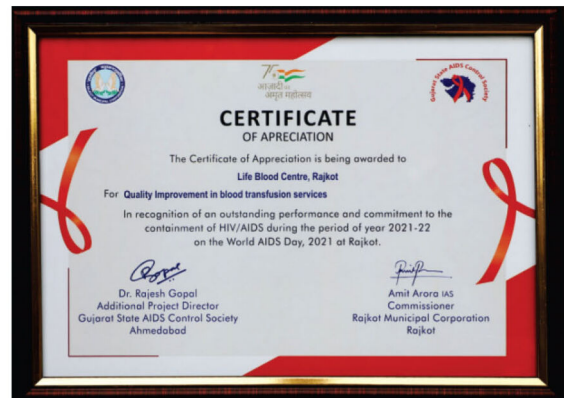 75
आज़ादी का
अमृत महोत्सव
Gujarat State AIDS Control Society
CERTIFICATE
OF APRECIATION
The Certificate of Appreciation is being awarded to
Life Blood Centre, Rajkot
For Quality Improvement in blood transfusion services
In recognition of an outstanding performance and commitment to the
containment of HIV/AIDS during the period of year 2021-22
on the World AIDS Day, 2021 at Rajkot.
Dr. Rajesh Gopal
Additional Project Director
Gujarat State AIDS Control Society
Ahmedabad
Amit Arora IAS
Commissioner
Rajkot Municipal Corporation
Rajkot